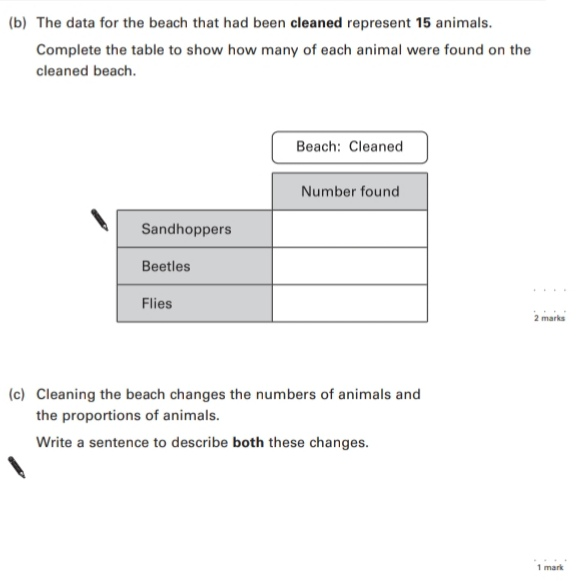 (b) The data for the beach that had been cleaned represent 15 animals.
Complete the table to show how many of each animal were found on the
cleaned beach.
Beach: Cleaned
Number found
Sandhoppers
Beetles
Flies
2 marks
(c) Cleaning the beach changes the numbers of animals and
the proportions of animals.
Write a sentence to describe both these changes.
1 mark